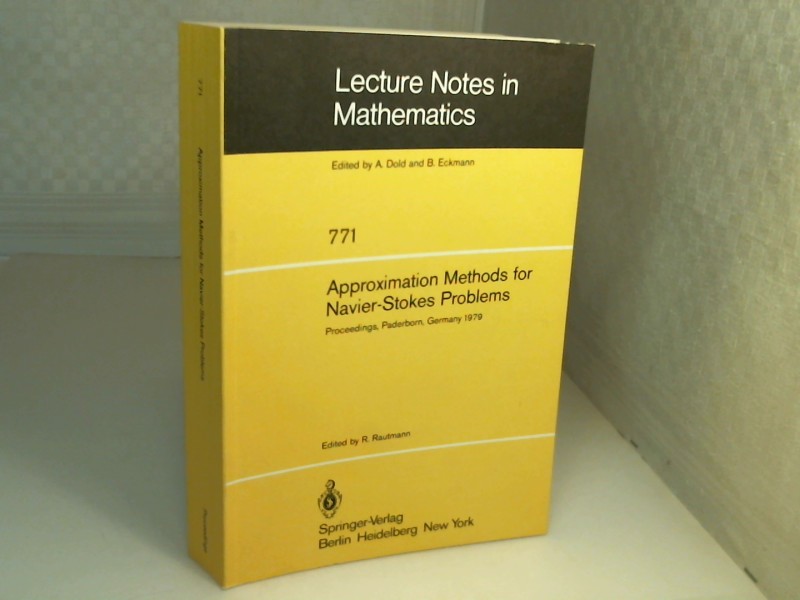 Lecture Notes in
Mathematics
Edited by A. Dold and B. Eckmann
771
Approximation Methods for
Navier-Stokes Problems
Proceedings, Paderborn, Germany 1979
Edited by R. Rautmann
Springer-Verlag
Berlin Heidelberg New York
771
Approximation Methods for Navier-Stokes Problems